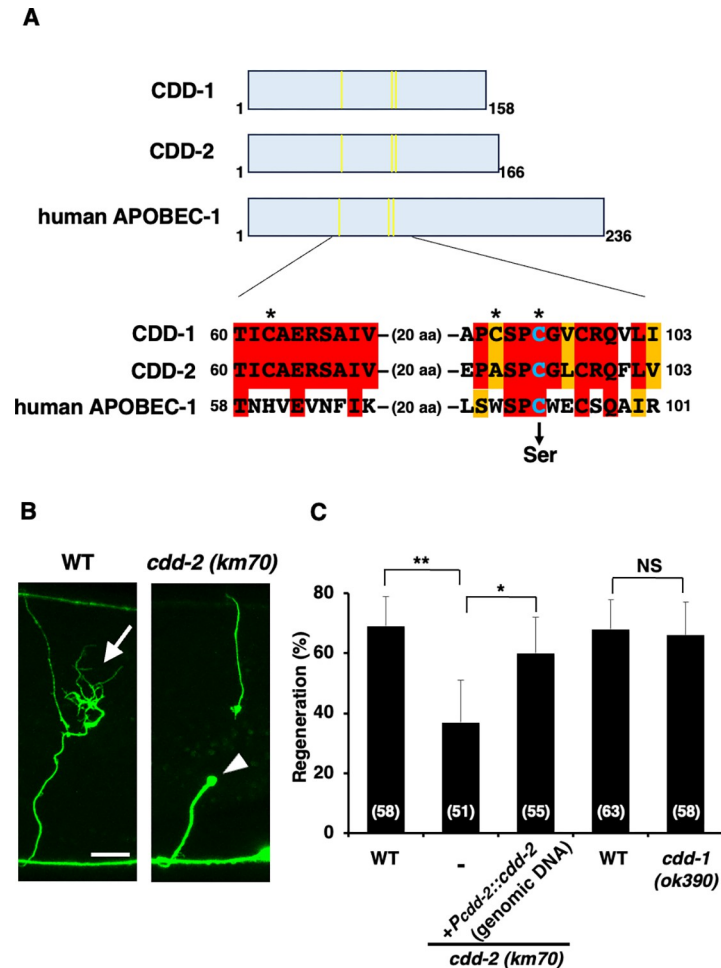 A
CDD-1
1
158
CDD-2
1
166
human APOBEC-1
1
236
* * *
CDD-1 60 TICAERSAIV–(20 aa) –APCSPCGVCRQVLI 103
CDD-2 60 TICAERSAIV–(20 aa) –EPASPCGLCRQFLV 103
human APOBEC-1 58 TNHVEVNFIK–(20 aa) –LSWSPCWECSQAIR 101
Ser
B
WT cdd-2 (km70)
C
** * NS
Regeneration (%)
80
60
40
20
0
(58) (51) (55) (63) (58)
WT - +Pcdd-2::cdd-2 (genomic DNA) WT cdd-1 (ok390)
cdd-2 (km70)